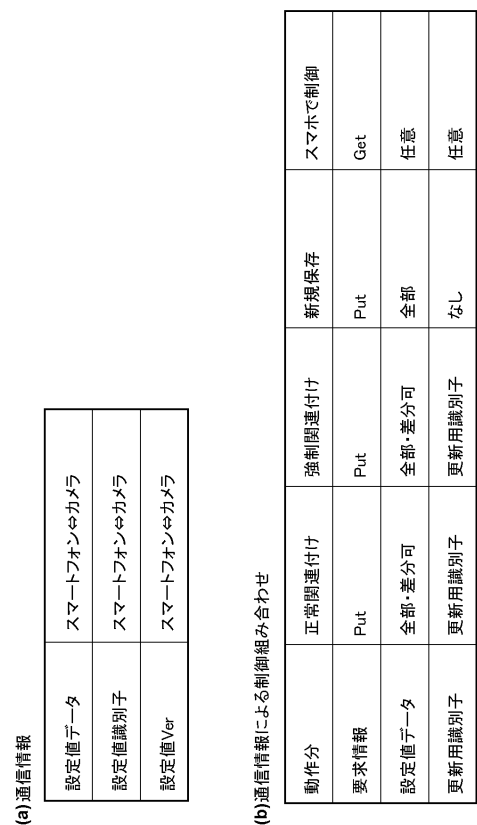 (a)通信情報
設定値データ スマートフォン⇔カメラ
設定値識別子 スマートフォン⇔カメラ
設定値Ver スマートフォン⇔カメラ
(b)通信情報による制御組み合わせ
動作分 正常関連付け 強制関連付け 新規保存 スマホで制御
要求情報 Put Put Put Get
設定値データ 全部・差分可 全部・差分可 全部 任意
更新用識別子 更新用識別子 更新用識別子 なし 任意